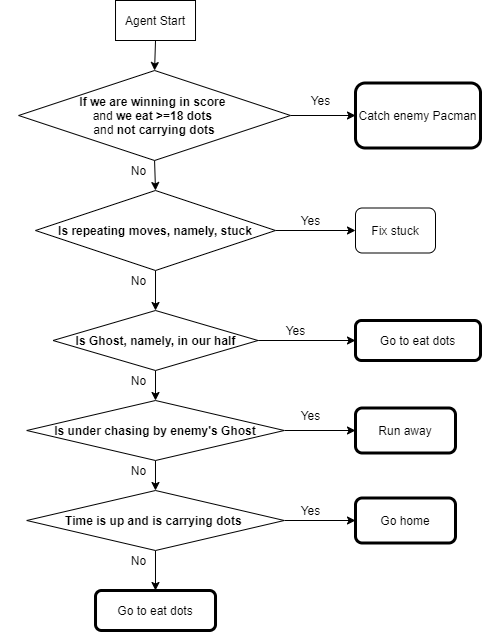 Agent Start
If we are winning in score
and we eat >=18 dots
and not carrying dots
Yes
Catch enemy Pacman
No
Is repeating moves, namely, stuck
Yes
Fix stuck
No
Is Ghost, namely, in our half
Yes
Go to eat dots
No
Is under chasing by enemy's Ghost
Yes
Run away
No
Time is up and is carrying dots
Yes
Go home
No
Go to eat dots